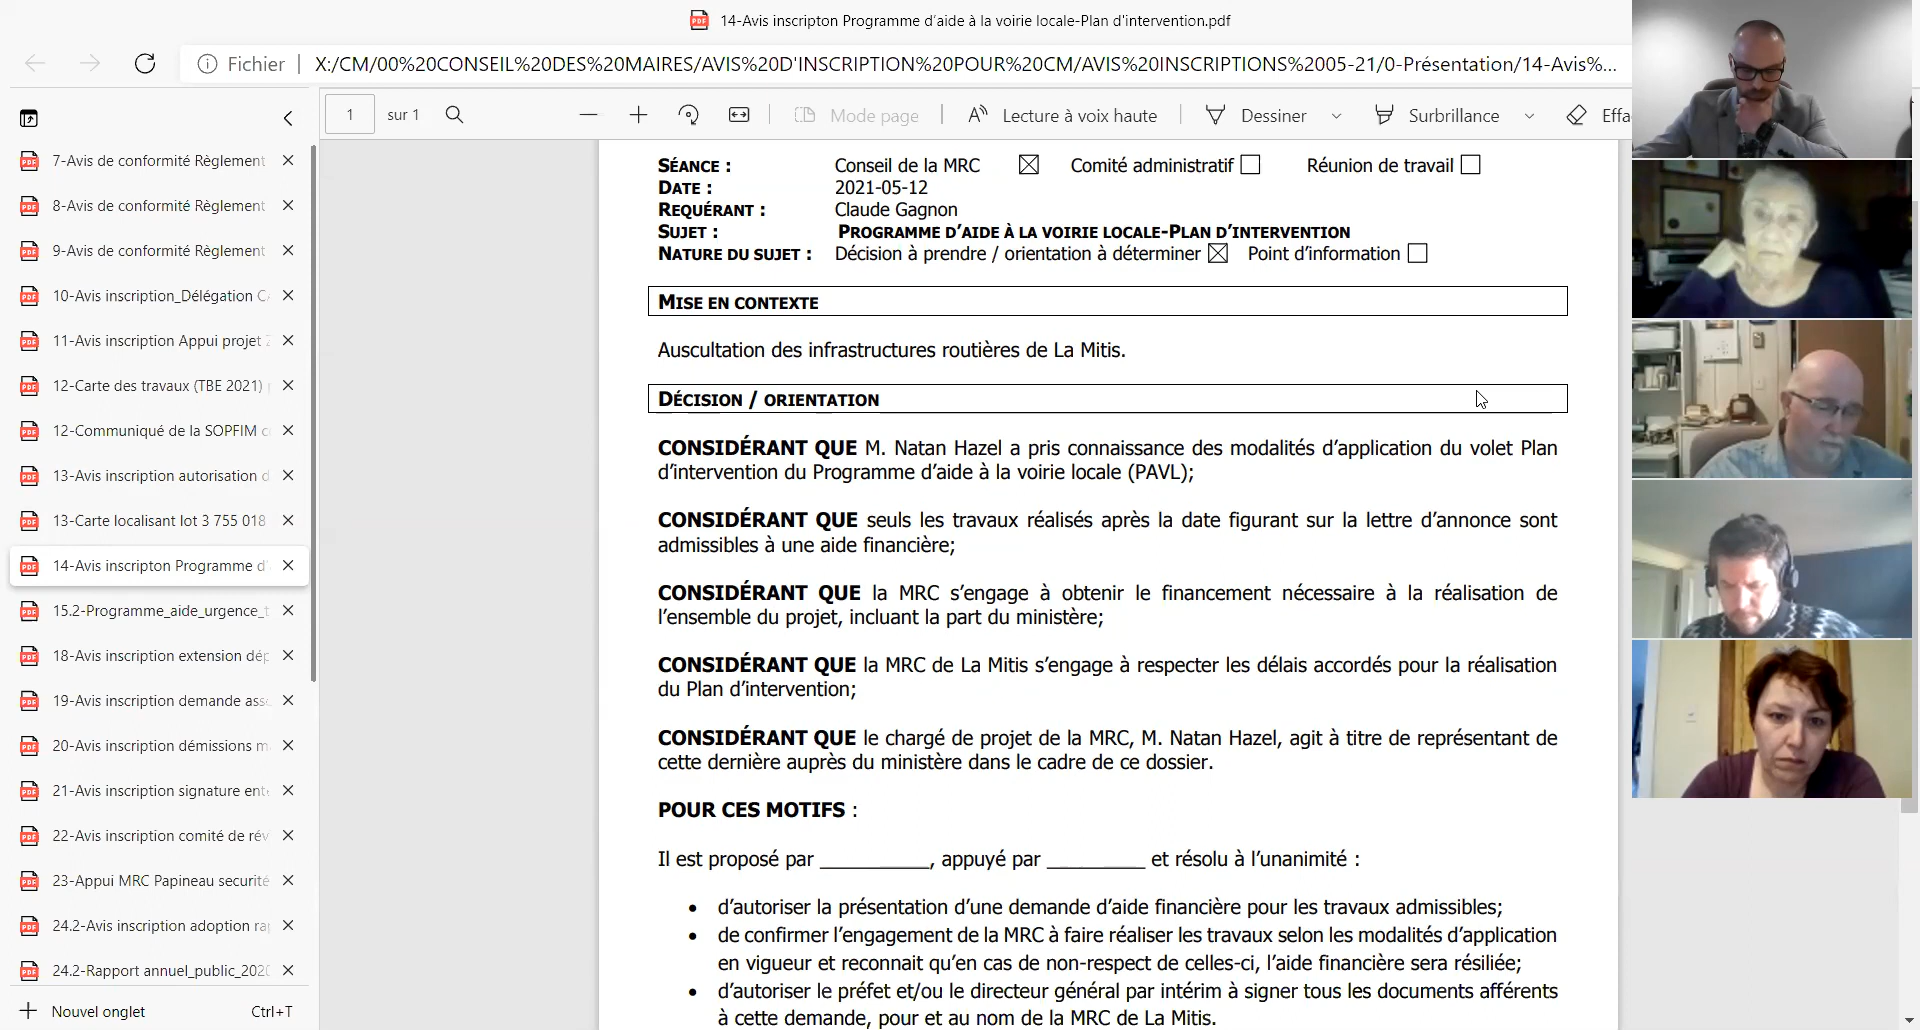 14-Avis inscripton Programme d'aide à la voirie locale-Plan d'intervention.pdf
Fichier | X:/CM/00%20CONSEIL%20DES%20MAIRES/AVIS%20D'INSCRIPTION%20POUR%20CM/AVIS%20INSCRIPTIONS%2005-21/0-Présentation/14-Avis%...
1 sur 1 Mode page Lecture à voix haute Dessiner Surbrillance Effa
7-Avis de conformité Règlement
8-Avis de conformité Règlement
9-Avis de conformité Règlement
10-Avis inscription_Délégation
11-Avis inscription Appui projet
12-Carte des travaux (TBE 2021)
12-Communiqué de la SOPFIM
13-Avis inscription autorisation
13-Carte localisant lot 3 755 018
14-Avis inscripton Programme d'
15.2-Programme_aide_urgence_
18-Avis inscription extension dép
19-Avis inscription demande ass
20-Avis inscription démissions m
21-Avis inscription signature ent
22-Avis inscription comité de rév
23-Appui MRC Papineau securité
24.2-Avis inscription adoption ra
24.2-Rapport annuel_public_202
Nouvel onglet Ctrl+T
SÉANCE : Conseil de la MRC ☒ Comité administratif ☐ Réunion de travail ☐
DATE : 2021-05-12
REQUÉRANT : Claude Gagnon
SUJET : PROGRAMME D'AIDE À LA VOIRIE LOCALE-PLAN D'INTERVENTION
NATURE DU SUJET : Décision à prendre / orientation à déterminer ☒ Point d'information ☐
MISE EN CONTEXTE
Auscultation des infrastructures routières de La Mitis.
DÉCISION / ORIENTATION
CONSIDÉRANT QUE M. Natan Hazel a pris connaissance des modalités d'application du volet Plan
d'intervention du Programme d'aide à la voirie locale (PAVL);
CONSIDÉRANT QUE seuls les travaux réalisés après la date figurant sur la lettre d'annonce sont
admissibles à une aide financière;
CONSIDÉRANT QUE la MRC s'engage à obtenir le financement nécessaire à la réalisation de
l'ensemble du projet, incluant la part du ministère;
CONSIDÉRANT QUE la MRC de La Mitis s'engage à respecter les délais accordés pour la réalisation
du Plan d'intervention;
CONSIDÉRANT QUE le chargé de projet de la MRC, M. Natan Hazel, agit à titre de représentant de
cette dernière auprès du ministère dans le cadre de ce dossier.
POUR CES MOTIFS :
Il est proposé par __________, appuyé par _________ et résolu à l'unanimité :
• d'autoriser la présentation d'une demande d'aide financière pour les travaux admissibles;
• de confirmer l'engagement de la MRC à faire réaliser les travaux selon les modalités d'application
en vigueur et reconnait qu'en cas de non-respect de celles-ci, l'aide financière sera résiliée;
• d'autoriser le préfet et/ou le directeur général par intérim à signer tous les documents afférents
à cette demande, pour et au nom de la MRC de La Mitis.